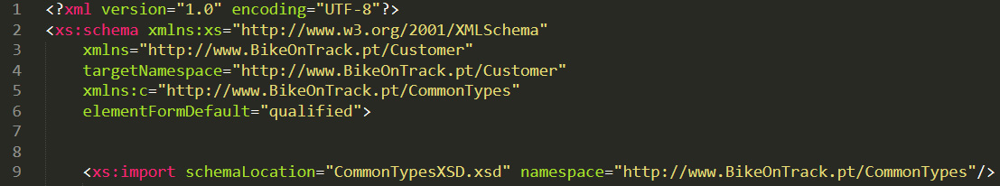 1 <?xml version="1.0" encoding="UTF-8"?>
2 <xs:schema xmlns:xs="http://www.w3.org/2001/XMLSchema"
3 xmlns="http://www.BikeOnTrack.pt/Customer"
4 targetNamespace="http://www.BikeOnTrack.pt/Customer"
5 xmlns:c="http://www.BikeOnTrack.pt/CommonTypes"
6 elementFormDefault="qualified">
7
8
9 <xs:import schemaLocation="CommonTypesXSD.xsd" namespace="http://www.BikeOnTrack.pt/CommonTypes"/>